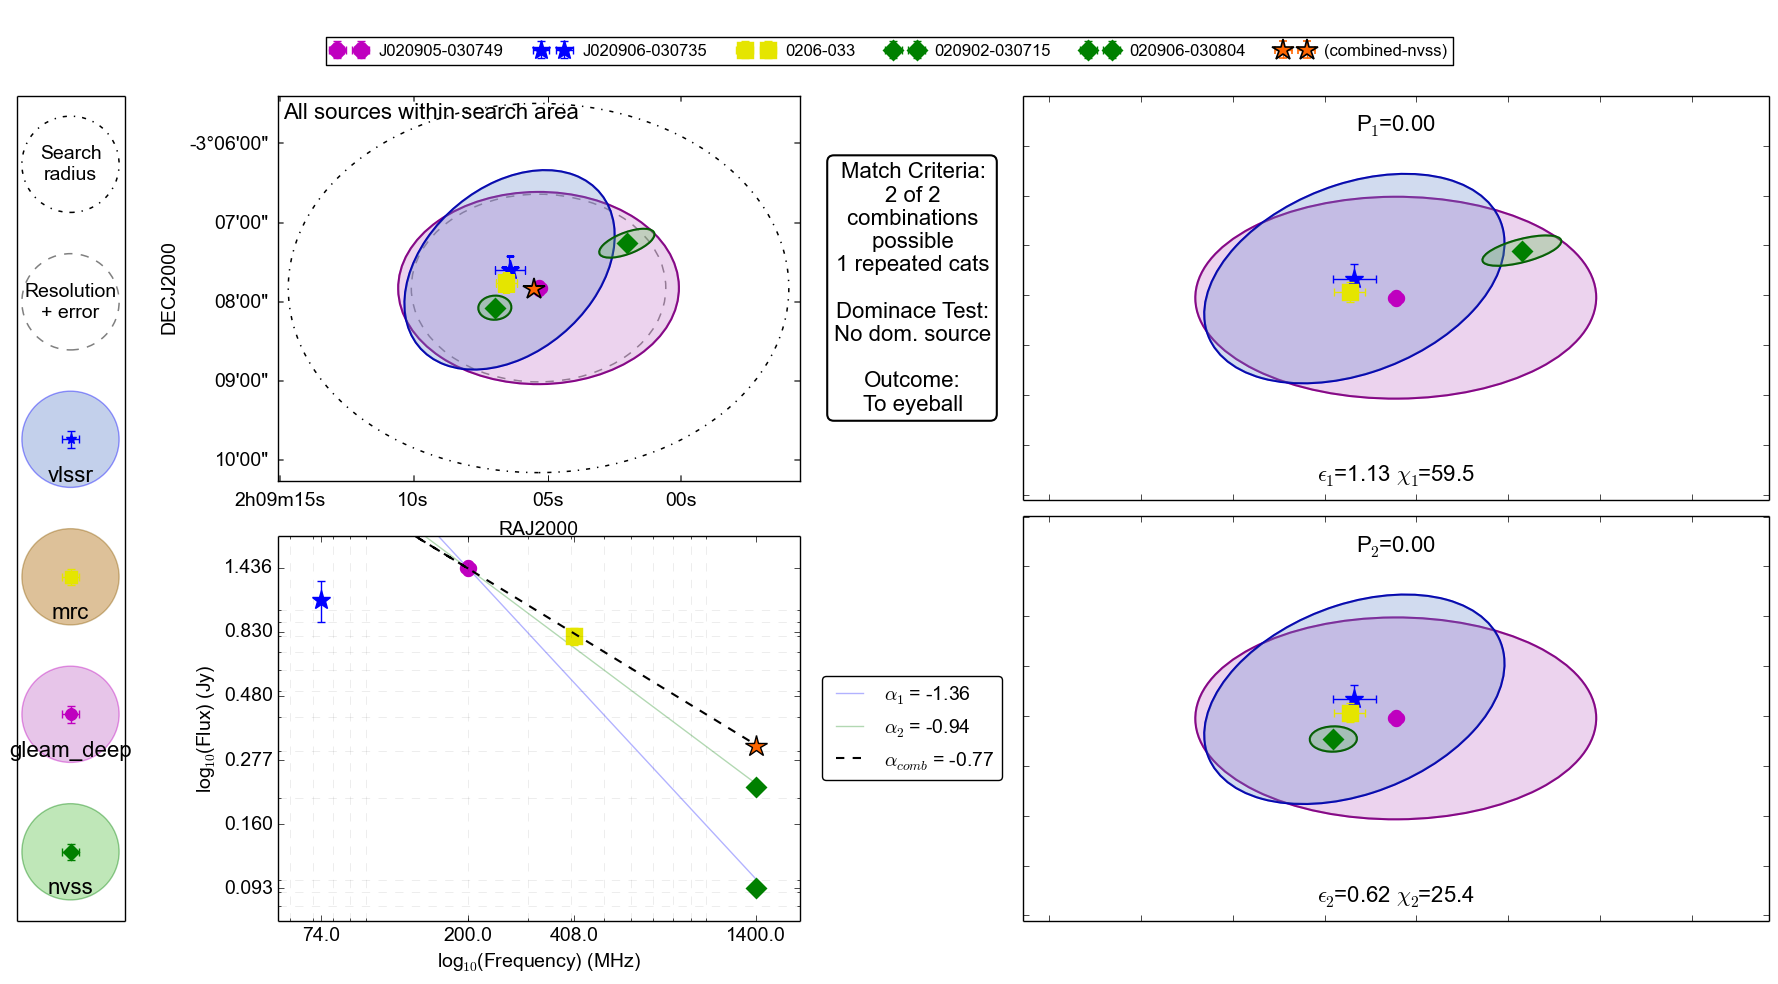 J020905-030749 J020906-030735 0206-033 020902-030715 020906-030804 (combined-nvss)
Search
radius
Resolution
+ error
vlssr
mrc
gleam_deep
nvss
All sources within search area
DECJ2000
-3°06'00"
07'00"
08'00"
09'00"
10'00"
2h09m15s 10s 05s 00s
RAJ2000
Match Criteria:
2 of 2
combinations
possible
1 repeated cats
Dominace Test:
No dom. source
Outcome:
To eyeball
P₁=0.00
ϵ₁=1.13 χ₁=59.5
P₂=0.00
ϵ₂=0.62 χ₂=25.4
log₁₀(Flux) (Jy)
1.436
0.830
0.480
0.277
0.160
0.093
74.0 200.0 408.0 1400.0
log₁₀(Frequency) (MHz)
α₁ = -1.36
α₂ = -0.94
α_comb = -0.77